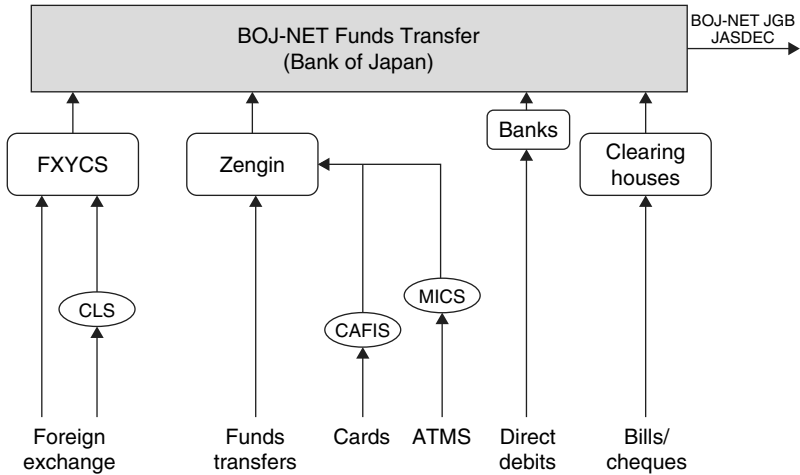 BOJ-NET Funds Transfer
(Bank of Japan)
BOJ-NET JGB
JASDEC
FXYCS
Zengin
Banks
Clearing
houses
CLS
CAFIS
MICS
Foreign
exchange
Funds
transfers
Cards
ATMS
Direct
debits
Bills/
cheques